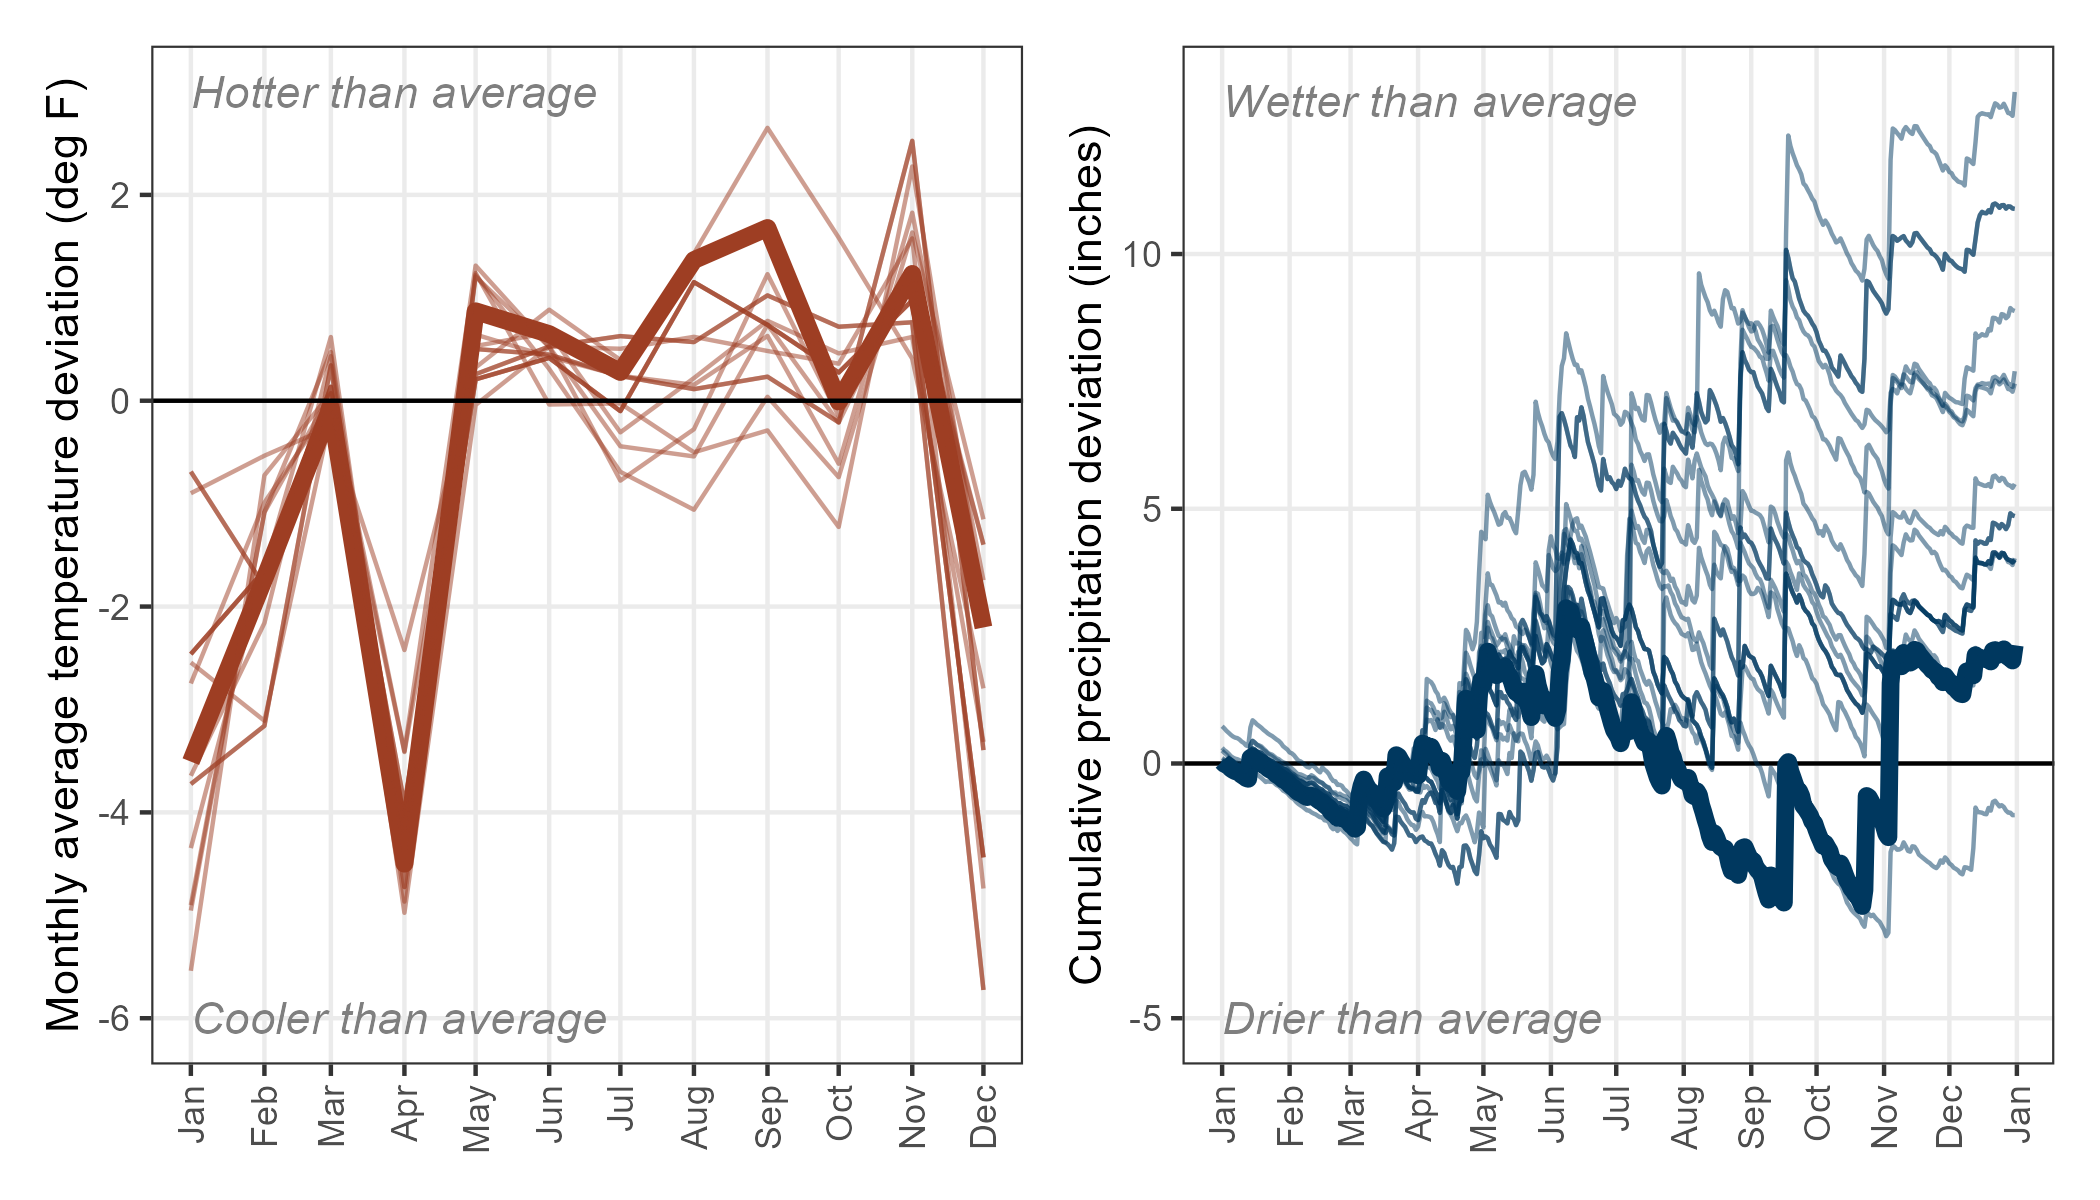 Monthly average temperature deviation (deg F)
Hotter than average
Cooler than average
2
0
-2
-4
-6
Jan
Feb
Mar
Apr
May
Jun
Jul
Aug
Sep
Oct
Nov
Dec
Cumulative precipitation deviation (inches)
Wetter than average
Drier than average
10
5
0
-5
Jan
Feb
Mar
Apr
May
Jun
Jul
Aug
Sep
Oct
Nov
Dec
Jan